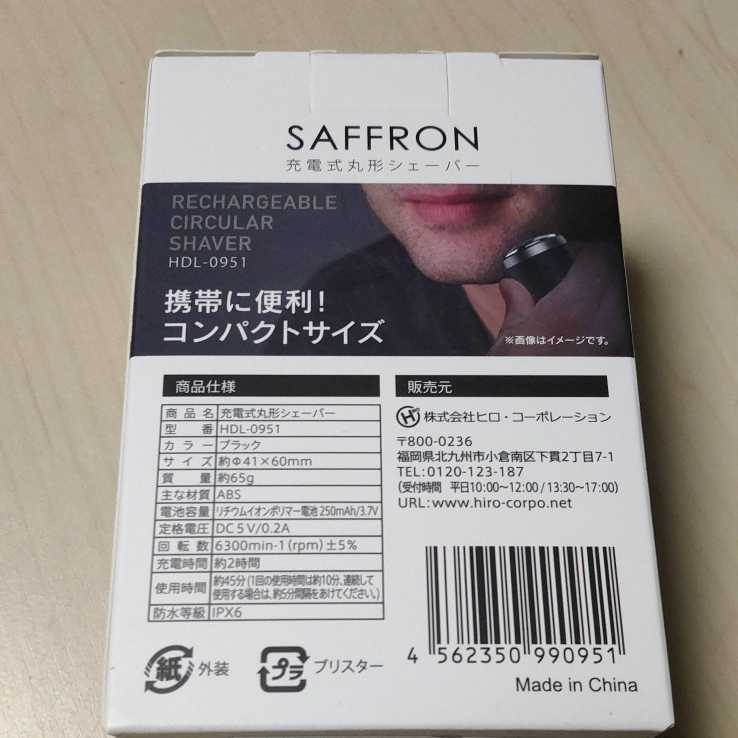 SAFFRON
充電式丸形シェーバー
RECHARGEABLE
CIRCULAR
SHAVER
HDL-0951
携帯に便利!
コンパクトサイズ
※画像はイメージです。
商品仕様
商品名 充電式丸形シェーバー
型番 HDL-0951
カラー ブラック
サイズ 約Φ41×60mm
質量 約65g
主な材質 ABS
電池容量 リチウムイオンポリマー電池 250mAh/3.7V
定格電圧 DC5V/0.2A
回転数 6300min-1(rpm)±5%
充電時間 約2時間
使用時間 約45分(1回の使用時間は約10分、連続して
使用する場合は、約5分間隔をあけてください。)
防水等級 IPX6
販売元
H 株式会社ヒロ・コーポレーション
〒800-0236
福岡県北九州市小倉南区下貫2丁目7-1
TEL:0120-123-187
(受付時間 平日10:00~12:00/13:30~17:00)
URL:www.hiro-corpo.net
紙 外装
プラ ブリスター
4 562350 990951
Made in China